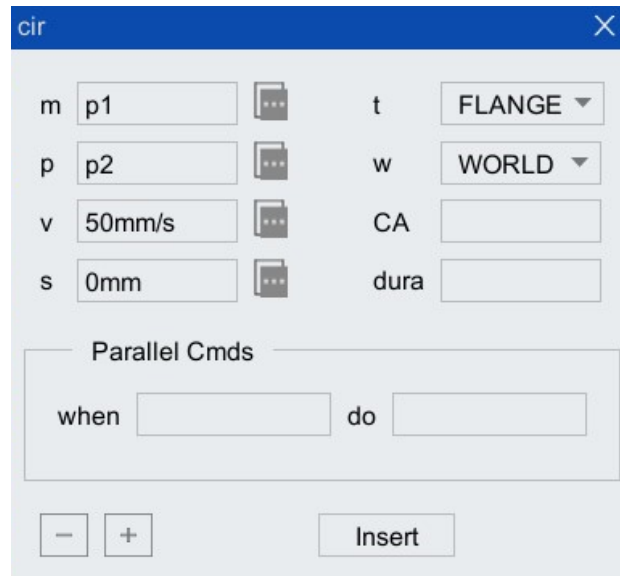 cir
m p1 t FLANGE
p p2 w WORLD
v 50mm/s CA
s 0mm dura
Parallel Cmds
when do
Insert